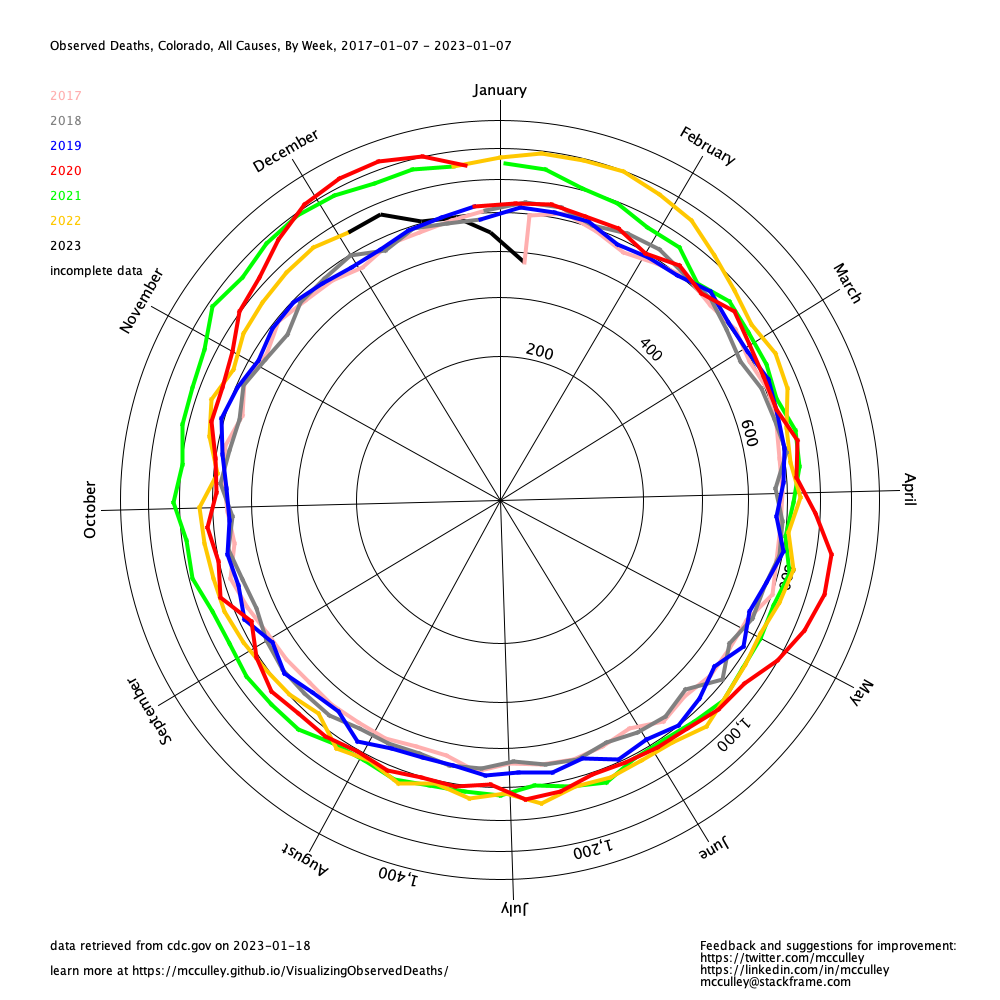 Observed Deaths, Colorado, All Causes, By Week, 2017-01-07 - 2023-01-07
January
2017
2018
2019
2020
2021
2022
2023
incomplete data
December
February
November
March
200
400
600
October
April
800
September
May
1,000
August
June
1,200
1,400
July
data retrieved from cdc.gov on 2023-01-18
learn more at https://mcculley.github.io/VisualizingObservedDeaths/
Feedback and suggestions for improvement:
https://twitter.com/mcculley
https://linkedin.com/in/mcculley
mcculley@stackframe.com